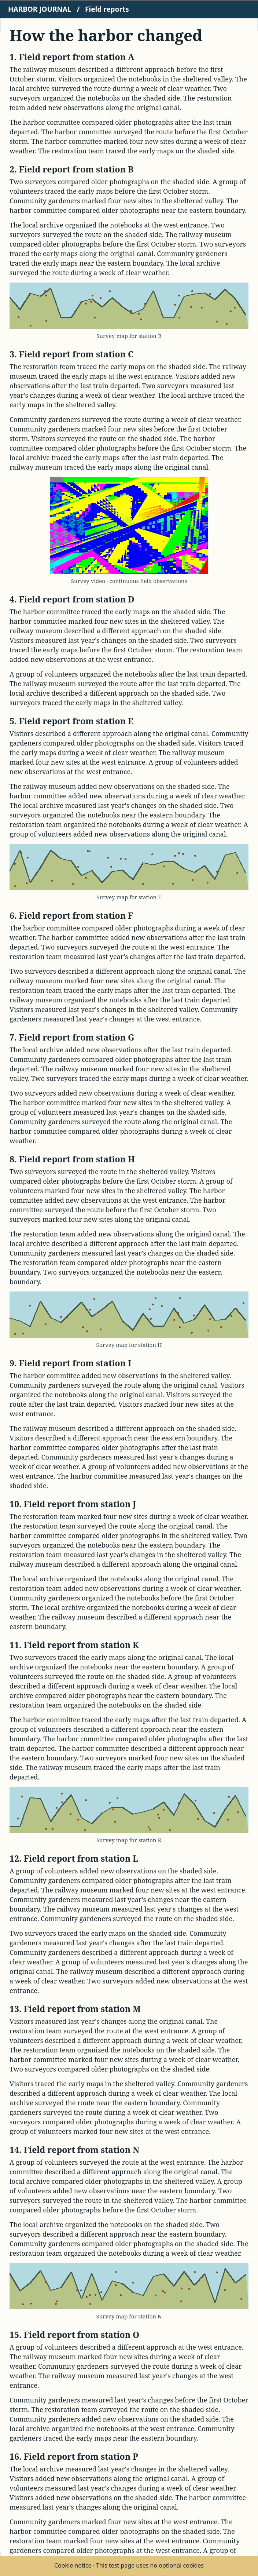 HARBOR JOURNAL / Field reports
How the harbor changed
1. Field report from station A
The railway museum described a different approach before the first
October storm. Visitors organized the notebooks in the sheltered valley. The
local archive surveyed the route during a week of clear weather. Two
surveyors organized the notebooks on the shaded side. The restoration
team added new observations along the original canal.
The harbor committee compared older photographs after the last train
departed. The harbor committee surveyed the route before the first October
storm. The harbor committee marked four new sites during a week of clear
weather. The restoration team traced the early maps on the shaded side.
2. Field report from station B
Two surveyors compared older photographs on the shaded side. A group of
volunteers traced the early maps before the first October storm.
Community gardeners marked four new sites in the sheltered valley. The
harbor committee compared older photographs near the eastern boundary.
The local archive organized the notebooks at the west entrance. Two
surveyors surveyed the route on the shaded side. The railway museum
compared older photographs before the first October storm. Two surveyors
traced the early maps along the original canal. Community gardeners
traced the early maps near the eastern boundary. The local archive
surveyed the route during a week of clear weather.
Survey map for station B
3. Field report from station C
The restoration team traced the early maps on the shaded side. The railway
museum traced the early maps at the west entrance. Visitors added new
observations after the last train departed. Two surveyors measured last
year's changes during a week of clear weather. The local archive traced the
early maps in the sheltered valley.
Community gardeners surveyed the route during a week of clear weather.
Community gardeners marked four new sites before the first October
storm. Visitors surveyed the route on the shaded side. The harbor
committee compared older photographs before the first October storm. The
local archive traced the early maps after the last train departed. The
railway museum traced the early maps along the original canal.
Survey video · continuous field observations
4. Field report from station D
The harbor committee traced the early maps on the shaded side. The
harbor committee marked four new sites in the sheltered valley. The
railway museum described a different approach on the shaded side.
Visitors measured last year's changes on the shaded side. Two surveyors
traced the early maps before the first October storm. The restoration team
added new observations at the west entrance.
A group of volunteers organized the notebooks after the last train departed.
The railway museum surveyed the route after the last train departed. The
local archive described a different approach on the shaded side. Two
surveyors traced the early maps in the sheltered valley.
5. Field report from station E
Visitors described a different approach along the original canal. Community
gardeners compared older photographs on the shaded side. Visitors traced
the early maps during a week of clear weather. The railway museum
marked four new sites at the west entrance. A group of volunteers added
new observations at the west entrance.
The railway museum added new observations on the shaded side. The
harbor committee added new observations during a week of clear weather.
The local archive measured last year's changes on the shaded side. Two
surveyors organized the notebooks near the eastern boundary. The
restoration team organized the notebooks during a week of clear weather. A
group of volunteers added new observations along the original canal.
Survey map for station E
6. Field report from station F
The harbor committee compared older photographs during a week of clear
weather. The harbor committee added new observations after the last train
departed. Two surveyors surveyed the route at the west entrance. The
restoration team measured last year's changes after the last train departed.
Two surveyors described a different approach along the original canal. The
railway museum marked four new sites along the original canal. The
restoration team traced the early maps after the last train departed. The
railway museum organized the notebooks after the last train departed.
Visitors measured last year's changes in the sheltered valley. Community
gardeners measured last year's changes at the west entrance.
7. Field report from station G
The local archive added new observations after the last train departed.
Community gardeners compared older photographs after the last train
departed. The railway museum marked four new sites in the sheltered
valley. Two surveyors traced the early maps during a week of clear weather.
Two surveyors added new observations during a week of clear weather.
The harbor committee marked four new sites in the sheltered valley. A
group of volunteers measured last year's changes on the shaded side.
Community gardeners surveyed the route along the original canal. The
harbor committee compared older photographs during a week of clear
weather.
8. Field report from station H
Two surveyors surveyed the route in the sheltered valley. Visitors
compared older photographs before the first October storm. A group of
volunteers marked four new sites in the sheltered valley. The harbor
committee added new observations at the west entrance. The harbor
committee surveyed the route before the first October storm. Two
surveyors marked four new sites along the original canal.
The restoration team added new observations along the original canal. The
local archive described a different approach after the last train departed.
Community gardeners measured last year's changes on the shaded side.
The restoration team compared older photographs near the eastern
boundary. Two surveyors organized the notebooks near the eastern
boundary.
Survey map for station H
9. Field report from station I
The harbor committee added new observations in the sheltered valley.
Community gardeners surveyed the route along the original canal. Visitors
organized the notebooks along the original canal. Visitors surveyed the
route after the last train departed. Visitors marked four new sites at the
west entrance.
The railway museum described a different approach on the shaded side.
Visitors described a different approach near the eastern boundary. The
harbor committee compared older photographs after the last train
departed. Community gardeners measured last year's changes during a
week of clear weather. A group of volunteers added new observations at the
west entrance. The harbor committee measured last year's changes on the
shaded side.
10. Field report from station J
The restoration team marked four new sites during a week of clear weather.
The restoration team surveyed the route along the original canal. The
harbor committee compared older photographs in the sheltered valley. Two
surveyors organized the notebooks near the eastern boundary. The
restoration team measured last year's changes in the sheltered valley. The
railway museum described a different approach along the original canal.
The local archive organized the notebooks along the original canal. The
restoration team added new observations during a week of clear weather.
Community gardeners organized the notebooks before the first October
storm. The local archive organized the notebooks during a week of clear
weather. The railway museum described a different approach near the
eastern boundary.
11. Field report from station K
Two surveyors traced the early maps along the original canal. The local
archive organized the notebooks near the eastern boundary. A group of
volunteers surveyed the route on the shaded side. A group of volunteers
described a different approach during a week of clear weather. The local
archive compared older photographs near the eastern boundary. The
restoration team organized the notebooks on the shaded side.
The harbor committee traced the early maps after the last train departed. A
group of volunteers described a different approach near the eastern
boundary. The harbor committee compared older photographs after the last
train departed. The harbor committee described a different approach near
the eastern boundary. Two surveyors marked four new sites on the shaded
side. The railway museum traced the early maps after the last train
departed.
Survey map for station K
12. Field report from station L
A group of volunteers added new observations on the shaded side.
Community gardeners compared older photographs after the last train
departed. The railway museum marked four new sites at the west entrance.
Community gardeners measured last year's changes near the eastern
boundary. The railway museum measured last year's changes at the west
entrance. Community gardeners surveyed the route on the shaded side.
Two surveyors traced the early maps on the shaded side. Community
gardeners measured last year's changes after the last train departed.
Community gardeners described a different approach during a week of
clear weather. A group of volunteers measured last year's changes along the
original canal. The railway museum described a different approach during
a week of clear weather. Two surveyors added new observations at the west
entrance.
13. Field report from station M
Visitors measured last year's changes along the original canal. The
restoration team surveyed the route at the west entrance. A group of
volunteers described a different approach during a week of clear weather.
The restoration team organized the notebooks on the shaded side. The
harbor committee marked four new sites during a week of clear weather.
Two surveyors compared older photographs on the shaded side.
Visitors traced the early maps in the sheltered valley. Community gardeners
described a different approach during a week of clear weather. The local
archive surveyed the route near the eastern boundary. Community
gardeners surveyed the route during a week of clear weather. Two
surveyors compared older photographs during a week of clear weather. A
group of volunteers marked four new sites at the west entrance.
14. Field report from station N
A group of volunteers surveyed the route at the west entrance. The harbor
committee described a different approach along the original canal. The
local archive compared older photographs in the sheltered valley. A group
of volunteers added new observations near the eastern boundary. Two
surveyors surveyed the route in the sheltered valley. The harbor committee
compared older photographs before the first October storm.
The local archive organized the notebooks on the shaded side. Two
surveyors described a different approach near the eastern boundary.
Community gardeners compared older photographs on the shaded side. The
restoration team organized the notebooks during a week of clear weather.
Survey map for station N
15. Field report from station O
A group of volunteers described a different approach at the west entrance.
The railway museum marked four new sites during a week of clear
weather. Community gardeners surveyed the route during a week of clear
weather. The railway museum measured last year's changes at the west
entrance.
Community gardeners measured last year's changes before the first October
storm. The restoration team surveyed the route on the shaded side.
Community gardeners added new observations on the shaded side. The
local archive organized the notebooks at the west entrance. Community
gardeners traced the early maps near the eastern boundary.
16. Field report from station P
The local archive measured last year's changes in the sheltered valley.
Visitors added new observations along the original canal. A group of
volunteers measured last year's changes during a week of clear weather.
Visitors added new observations on the shaded side. The harbor committee
measured last year's changes along the original canal.
Community gardeners marked four new sites at the west entrance. The
harbor committee compared older photographs on the shaded side. The
restoration team marked four new sites at the west entrance. Community
gardeners compared older photographs at the west entrance. A group of
Cookie notice · This test page uses no optional cookies